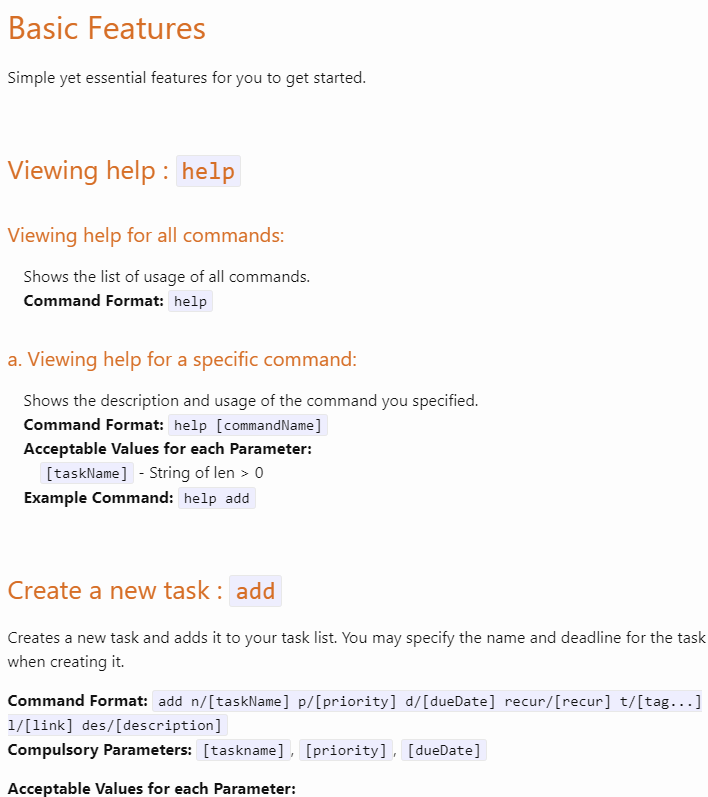 Basic Features
Simple yet essential features for you to get started.
Viewing help : help
Viewing help for all commands:
Shows the list of usage of all commands.
Command Format: help
a. Viewing help for a specific command:
Shows the description and usage of the command you specified.
Command Format: help [commandName]
Acceptable Values for each Parameter:
[taskName] - String of len > 0
Example Command: help add
Create a new task : add
Creates a new task and adds it to your task list. You may specify the name and deadline for the task
when creating it.
Command Format: add n/[taskName] p/[priority] d/[dueDate] recur/[recur] t/[tag...]
l/[link] des/[description]
Compulsory Parameters: [taskname], [priority], [dueDate]
Acceptable Values for each Parameter: